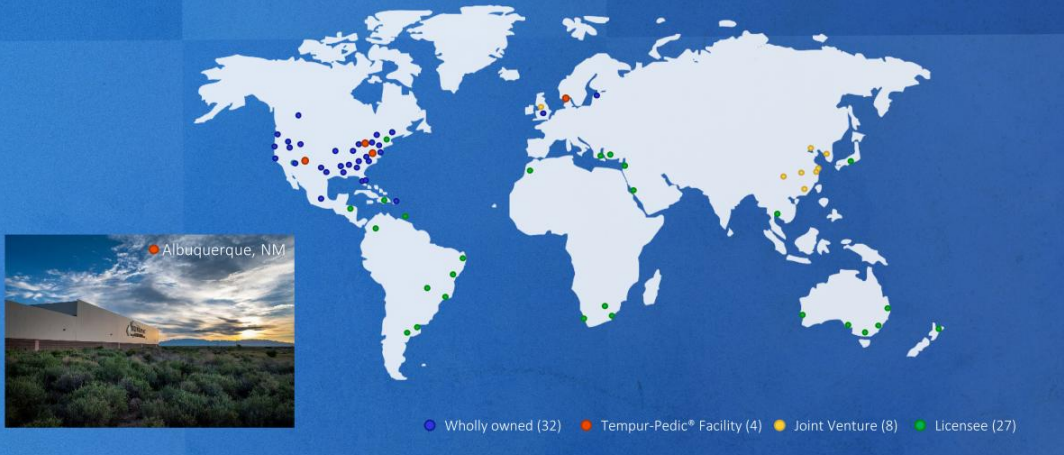 Albuquerque, NM
Wholly owned (32) Tempur-Pedic® Facility (4) Joint Venture (8) Licensee (27)